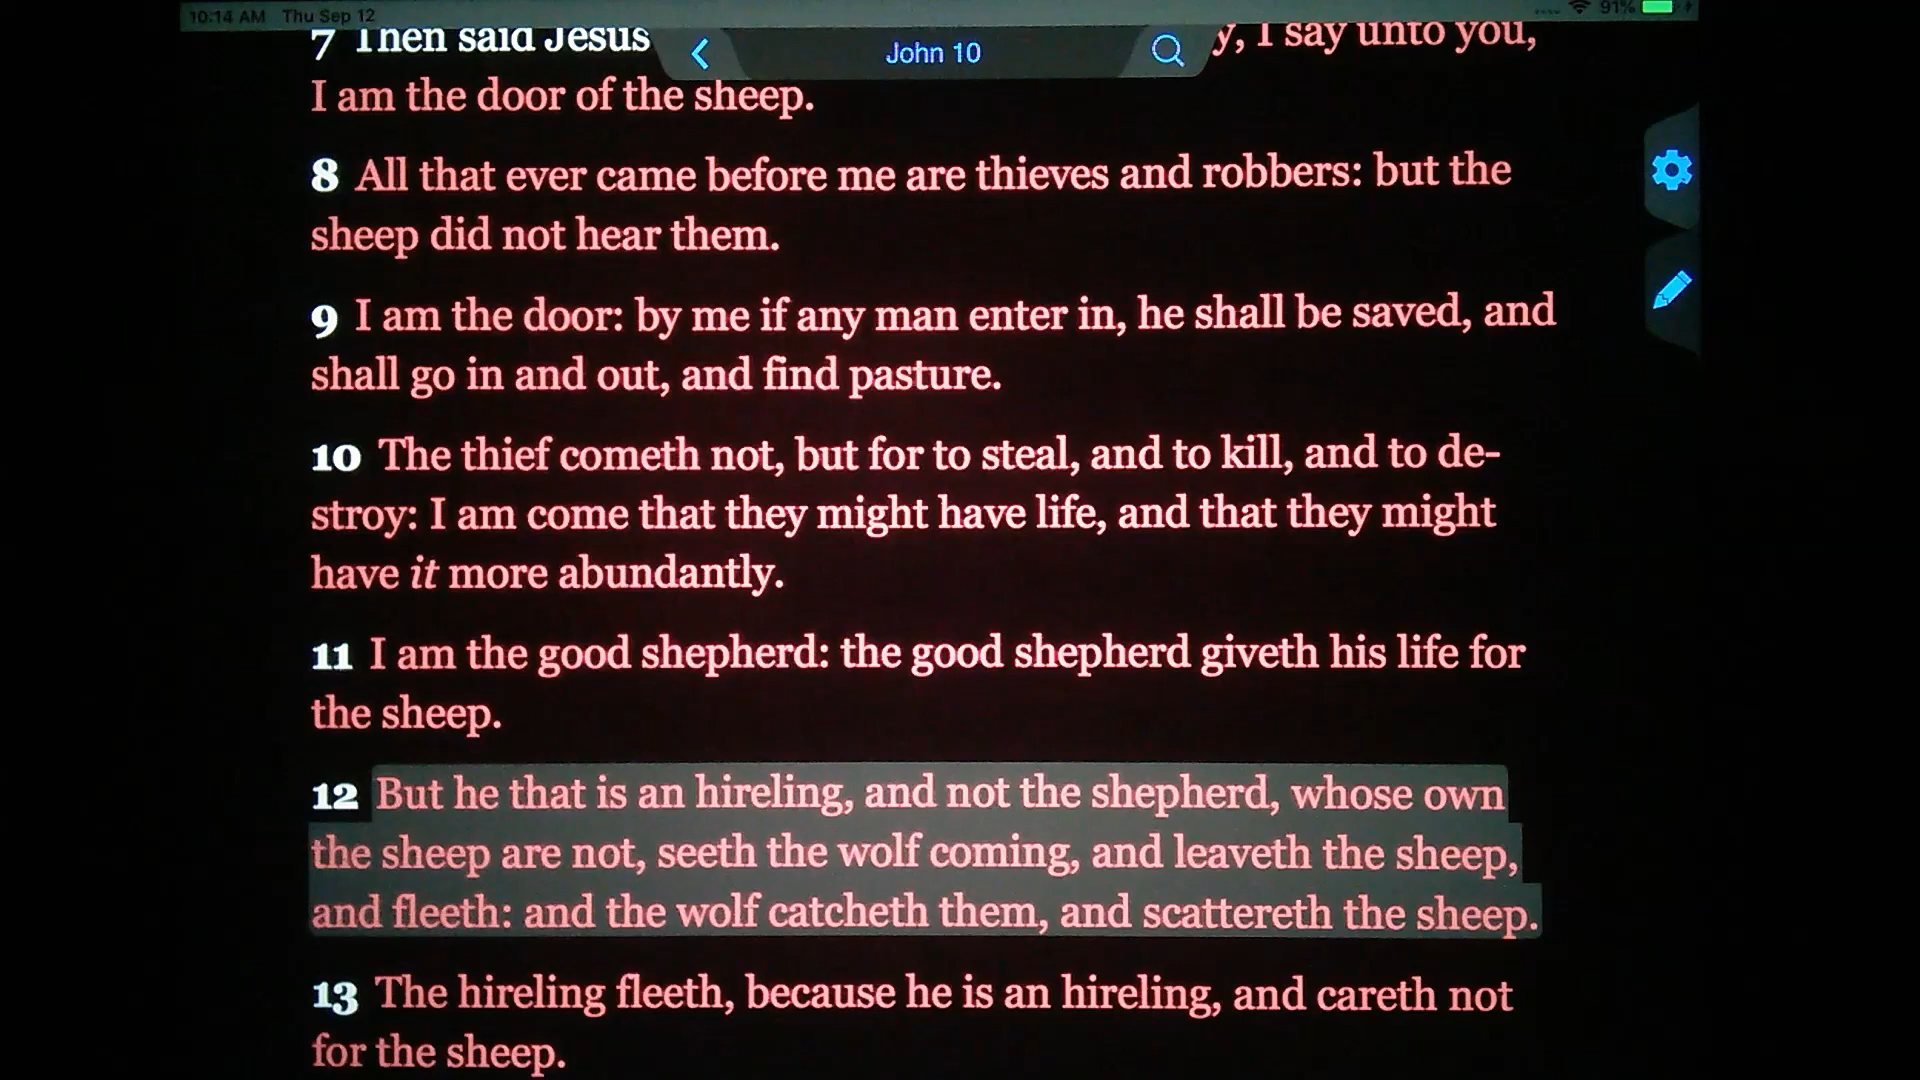 10:14 AM Thu Sep 12
91%
John 10
7 Then said Jesus y, I say unto you,
I am the door of the sheep.
8 All that ever came before me are thieves and robbers: but the
sheep did not hear them.
9 I am the door: by me if any man enter in, he shall be saved, and
shall go in and out, and find pasture.
10 The thief cometh not, but for to steal, and to kill, and to de-
stroy: I am come that they might have life, and that they might
have it more abundantly.
11 I am the good shepherd: the good shepherd giveth his life for
the sheep.
12 But he that is an hireling, and not the shepherd, whose own
the sheep are not, seeth the wolf coming, and leaveth the sheep,
and fleeth: and the wolf catcheth them, and scattereth the sheep.
13 The hireling fleeth, because he is an hireling, and careth not
for the sheep.